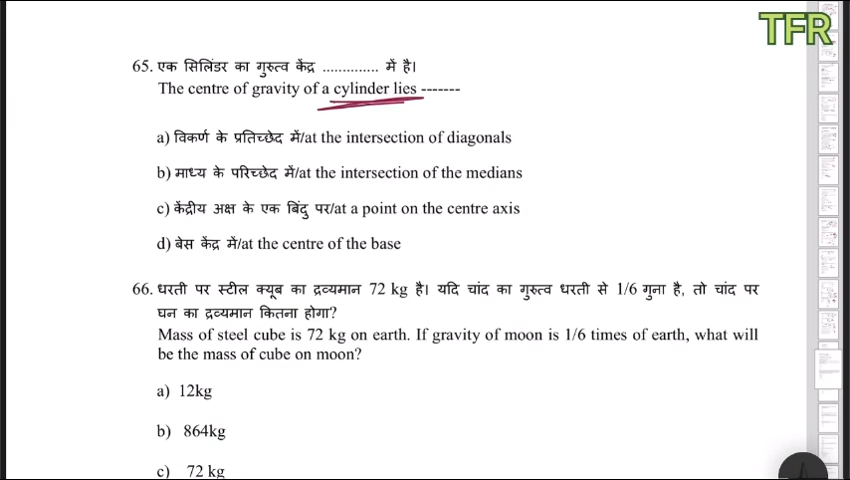 TFR
65. एक सिलिंडर का गुरुत्व केंद्र ............. में है।
The centre of gravity of a cylinder lies -------
a) विकर्ण के प्रतिच्छेद में/at the intersection of diagonals
b) माध्य के परिच्छेद में/at the intersection of the medians
c) केंद्रीय अक्ष के एक बिंदु पर/at a point on the centre axis
d) बेस केंद्र में/at the centre of the base
66. धरती पर स्टील क्यूब का द्रव्यमान 72 kg है। यदि चांद का गुरुत्व धरती से 1/6 गुना है, तो चांद पर
घन का द्रव्यमान कितना होगा?
Mass of steel cube is 72 kg on earth. If gravity of moon is 1/6 times of earth, what will
be the mass of cube on moon?
a) 12kg
b) 864kg
c) 72 kg